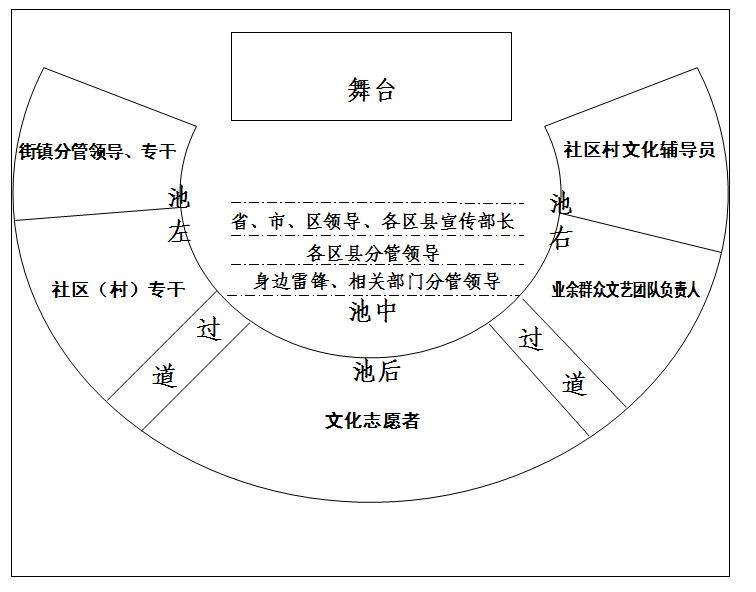 舞台
街镇分管领导、专干
社区村文化辅导员
池左
池右
省、市、区领导、各区县宣传部长
各区县分管领导
身边雷锋、相关部门分管领导
社区（村）专干
业余群众文艺团队负责人
池中
过道
过道
池后
文化志愿者